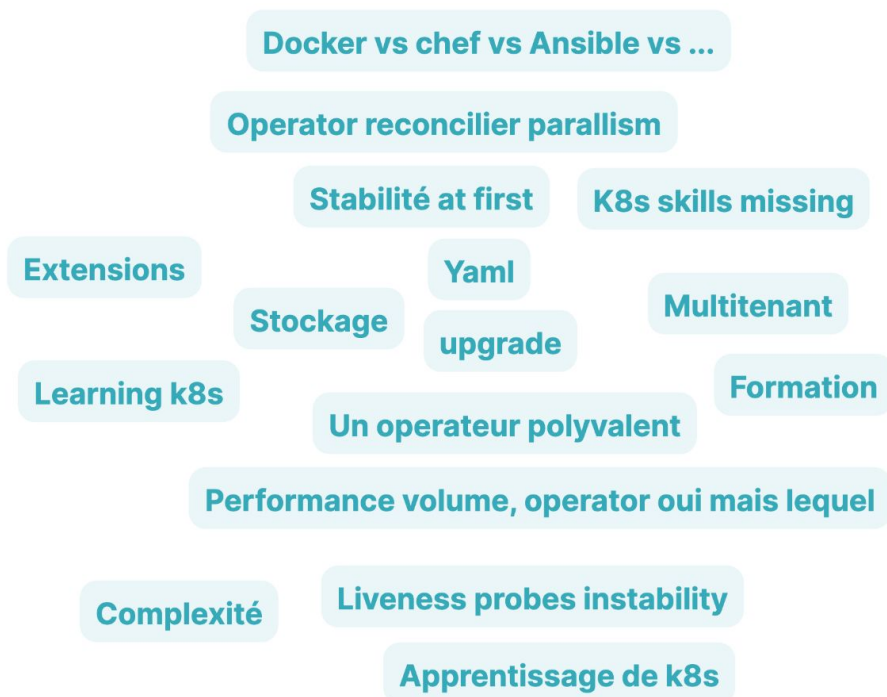 Docker vs chef vs Ansible vs ...
Operator reconcilier parallism
Stabilité at first
K8s skills missing
Extensions
Yaml
Multitenant
Stockage
upgrade
Learning k8s
Formation
Un operateur polyvalent
Performance volume, operator oui mais lequel
Complexité
Liveness probes instability
Apprentissage de k8s